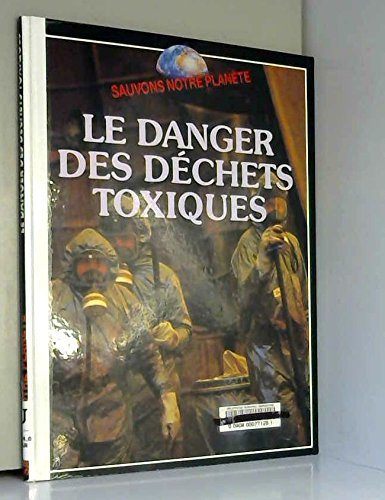 SAUVONS NOTRE PLANÈTE
LE DANGER
DES DÉCHETS
TOXIQUES